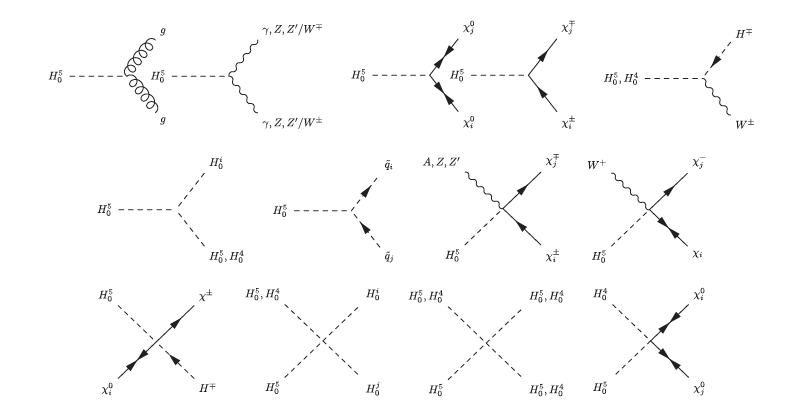 g
H_0^5
g
γ, Z, Z′/W^∓
H_0^5
γ, Z, Z′/W^±
χ_j^0
H_0^5
χ_i^0
χ_j^∓
H_0^5
χ_i^±
H^∓
H_0^5, H_0^4
W^±
H_0^i
H_0^5
H_0^5, H_0^4
q̃_i
H_0^5
q̃_j
A, Z, Z′
χ_j^∓
H_0^5
χ_i^±
W^+
χ_j^-
H_0^5
χ_i
H_0^5
χ^±
χ_i^0
H^∓
H_0^5, H_0^4
H_0^i
H_0^5
H_0^j
H_0^5, H_0^4
H_0^5, H_0^4
H_0^5
H_0^5, H_0^4
H_0^4
χ_i^0
H_0^5
χ_j^0